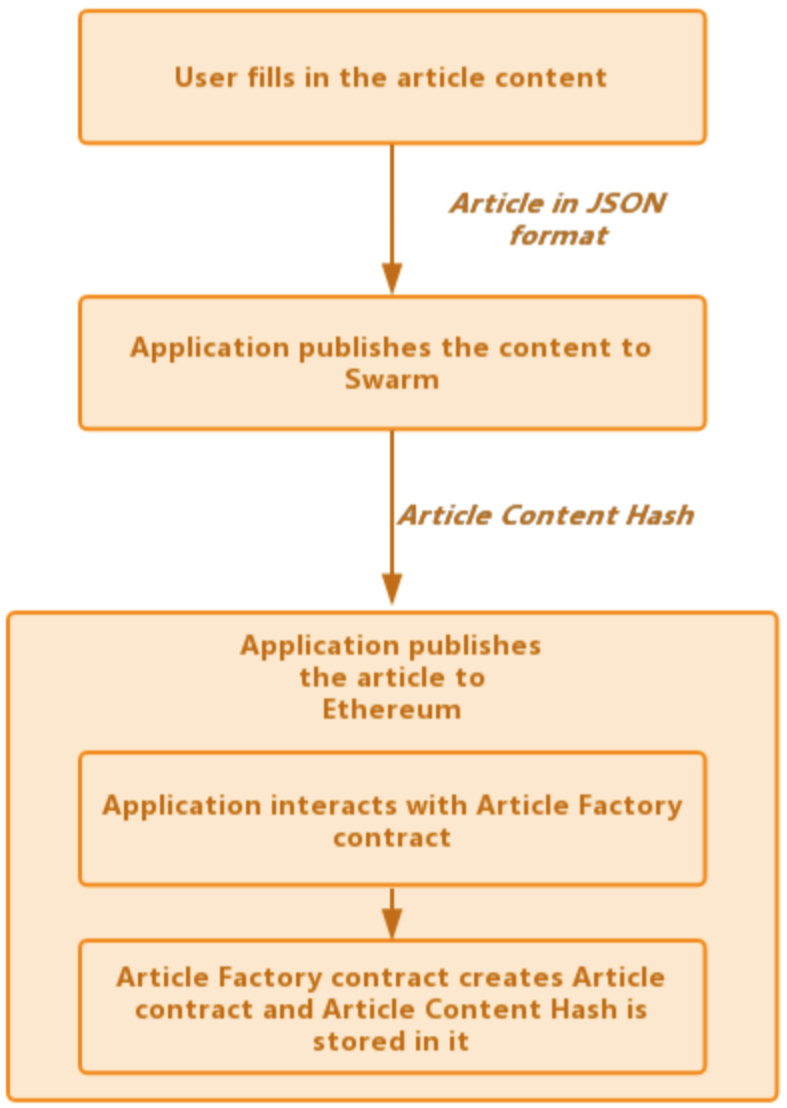 User fills in the article content
Article in JSON
format
Application publishes the content to
Swarm
Article Content Hash
Application publishes
the article to
Ethereum
Application interacts with Article Factory
contract
Article Factory contract creates Article
contract and Article Content Hash is
stored in it